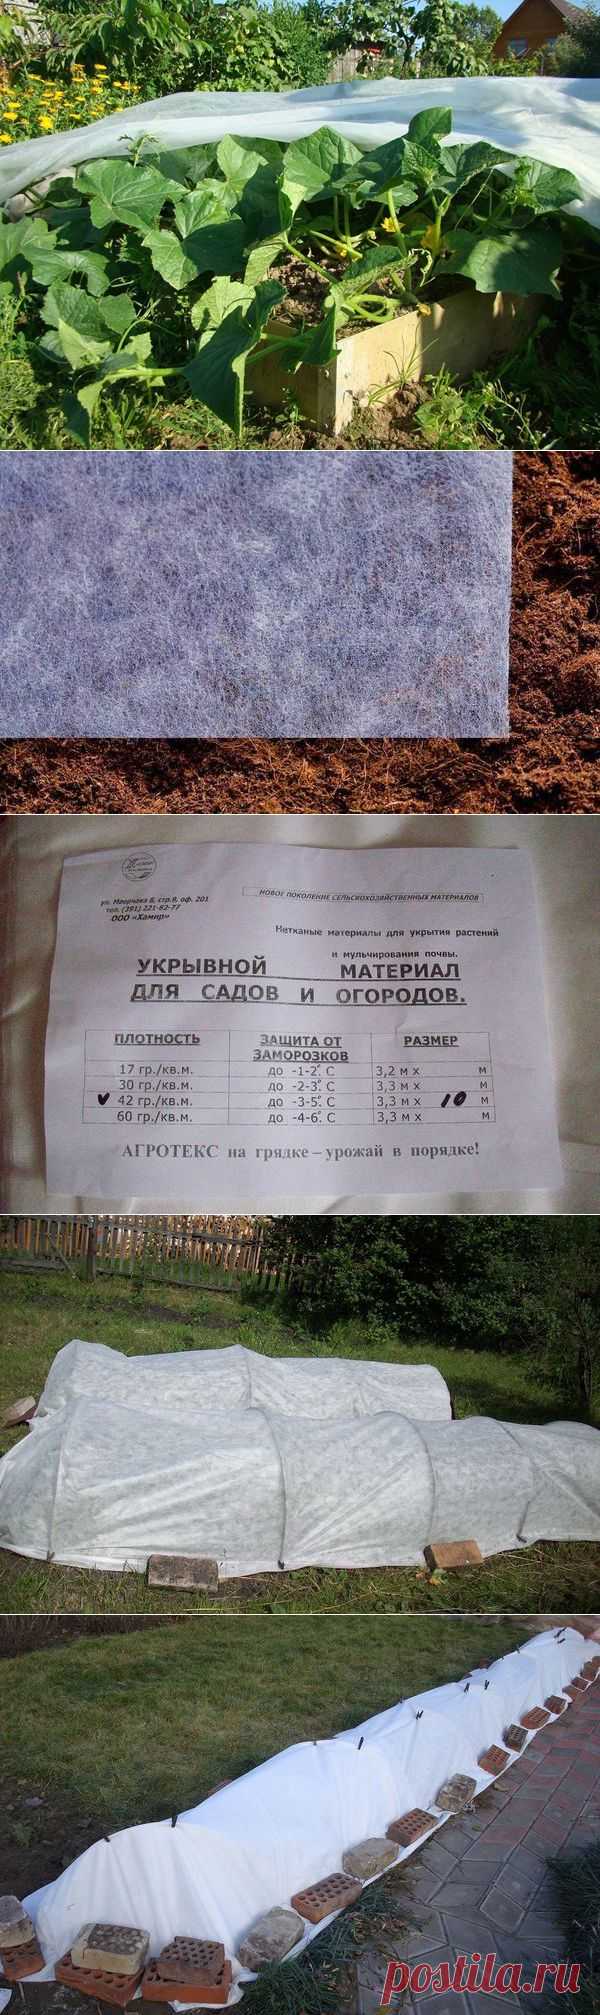 ул. Маерчака 8, стр.9, оф. 201
тел. (391) 221-82-77
ООО «Хамир»
НОВОЕ ПОКОЛЕНИЕ СЕЛЬСКОХОЗЯЙСТВЕННЫХ МАТЕРИАЛОВ
Нетканые материалы для укрытия растений
и мульчирования почвы.
УКРЫВНОЙ МАТЕРИАЛ
ДЛЯ САДОВ И ОГОРОДОВ.
ПЛОТНОСТЬ ЗАЩИТА ОТ ЗАМОРОЗКОВ РАЗМЕР
17 гр./кв.м. до -1-2° С 3,2 м х м
30 гр./кв.м. до -2-3° С 3,3 м х м
✔ 42 гр./кв.м. до -3-5° С 3,3 м х 10 м
60 гр./кв.м. до -4-6° С 3,3 м х м
АГРОТЕКС на грядке – урожай в порядке!
postila.ru